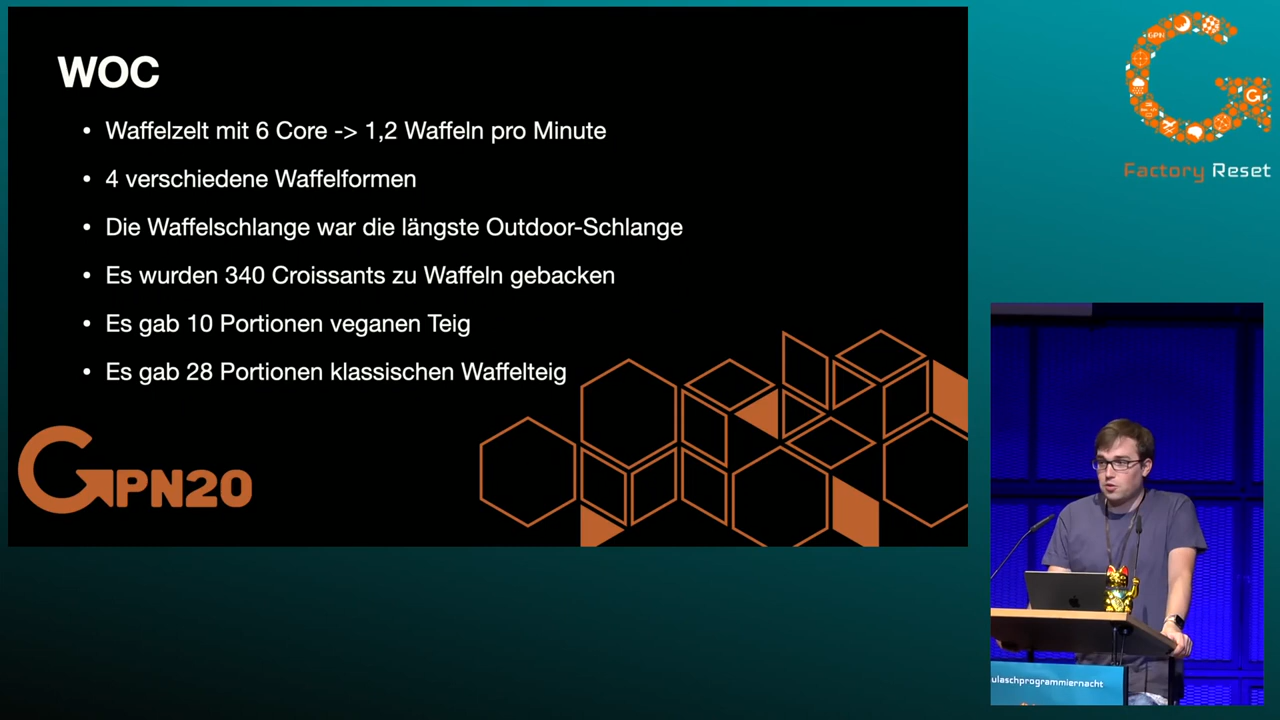 WOC
• Waffelzelt mit 6 Core -> 1,2 Waffeln pro Minute
• 4 verschiedene Waffelformen
• Die Waffelschlange war die längste Outdoor-Schlange
• Es wurden 340 Croissants zu Waffeln gebacken
• Es gab 10 Portionen veganen Teig
• Es gab 28 Portionen klassischen Waffelteig
GPN20
GPN
Factory Reset
ulaschprogrammiernacht